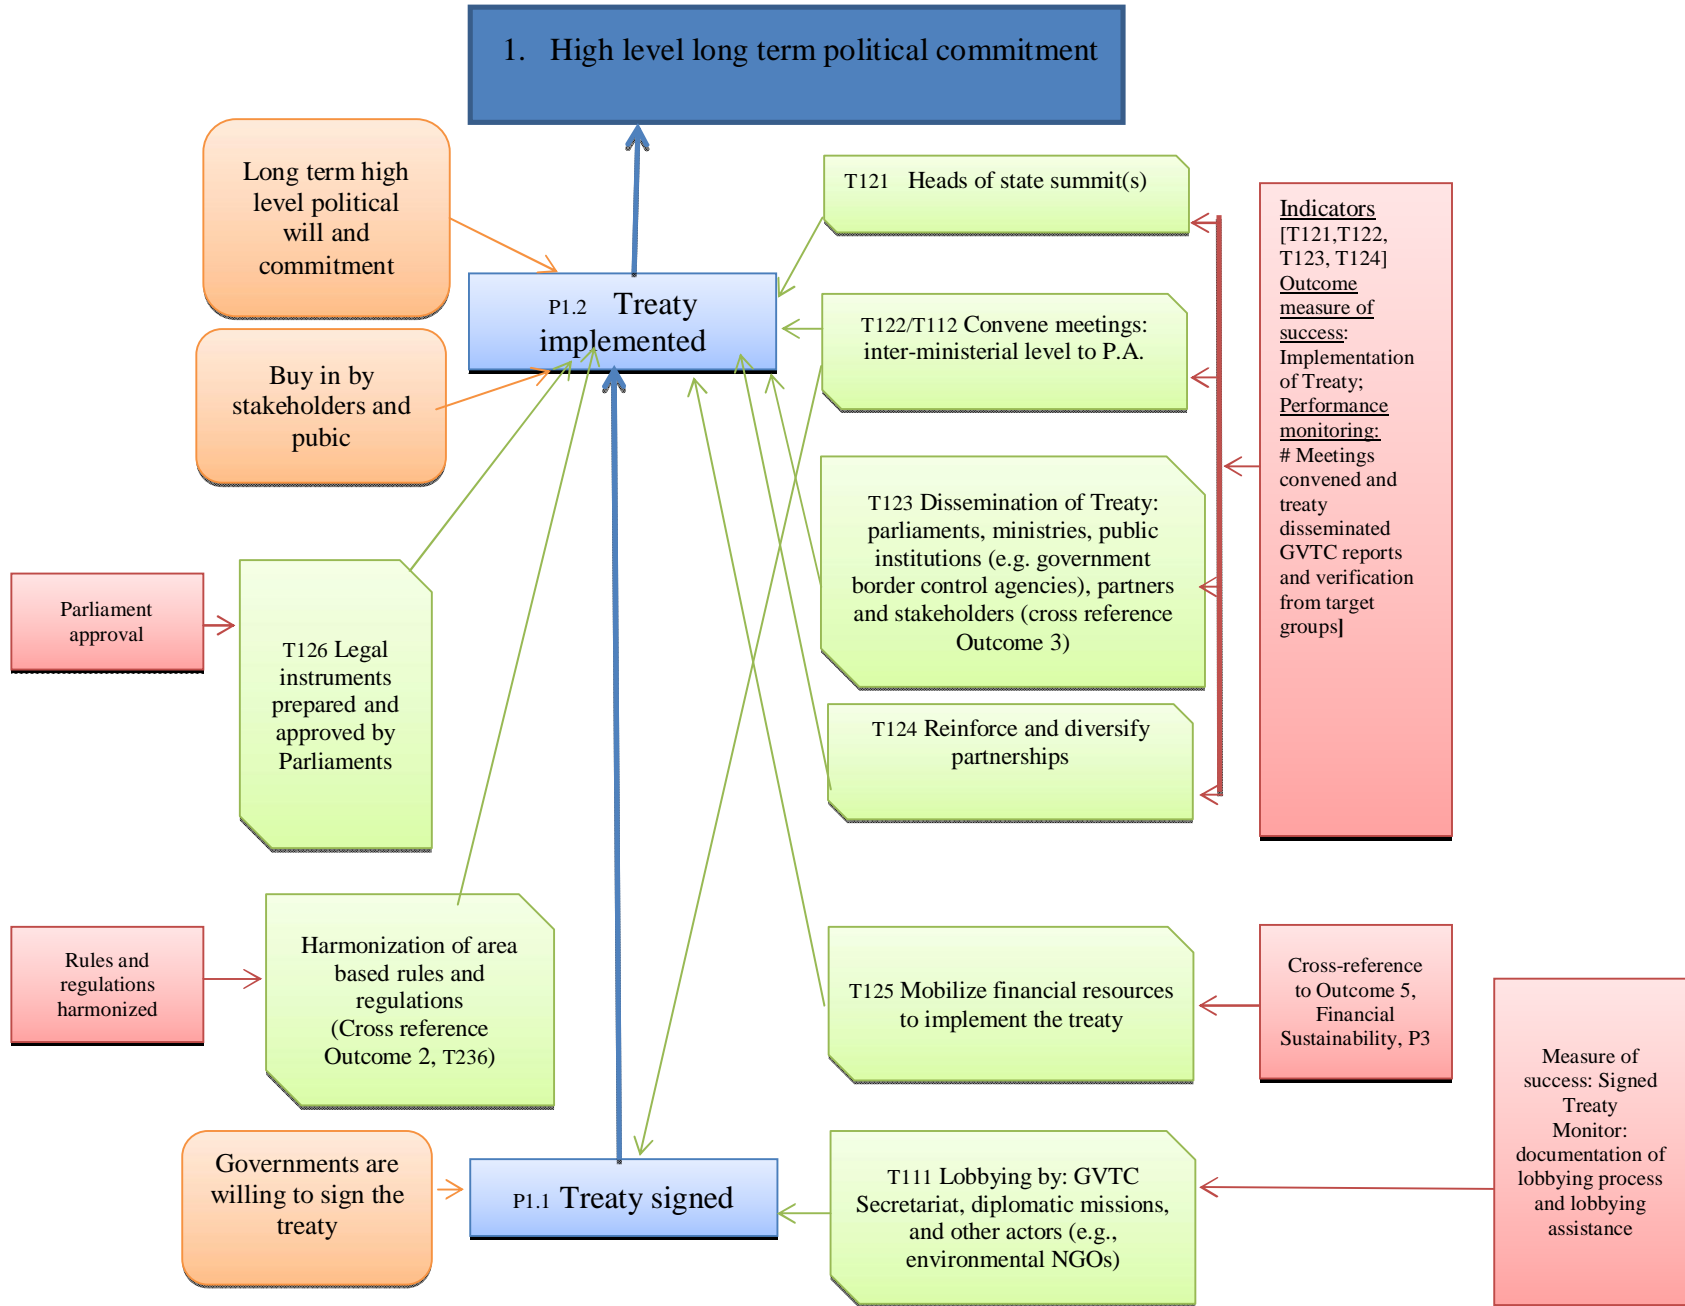 1. High level long term political commitment
Long term high
level political
will and
commitment
T121 Heads of state summit(s)
Indicators
[T121,T122,
T123, T124]
Outcome
measure of
success:
Implementation
of Treaty;
Performance
monitoring:
# Meetings
convened and
treaty
disseminated
GVTC reports
and verification
from target
groups]
P1.2 Treaty
implemented
T122/T112 Convene meetings:
inter-ministerial level to P.A.
Buy in by
stakeholders and
pubic
T123 Dissemination of Treaty:
parliaments, ministries, public
institutions (e.g. government
border control agencies), partners
and stakeholders (cross reference
Outcome 3)
Parliament
approval
T126 Legal
instruments
prepared and
approved by
Parliaments
T124 Reinforce and diversify
partnerships
Rules and
regulations
harmonized
Harmonization of area
based rules and
regulations
(Cross reference
Outcome 2, T236)
T125 Mobilize financial resources
to implement the treaty
Cross-reference
to Outcome 5,
Financial
Sustainability, P3
Measure of
success: Signed
Treaty
Monitor:
documentation of
lobbying process
and lobbying
assistance
Governments are
willing to sign the
treaty
P1.1 Treaty signed
T111 Lobbying by: GVTC
Secretariat, diplomatic missions,
and other actors (e.g.,
environmental NGOs)